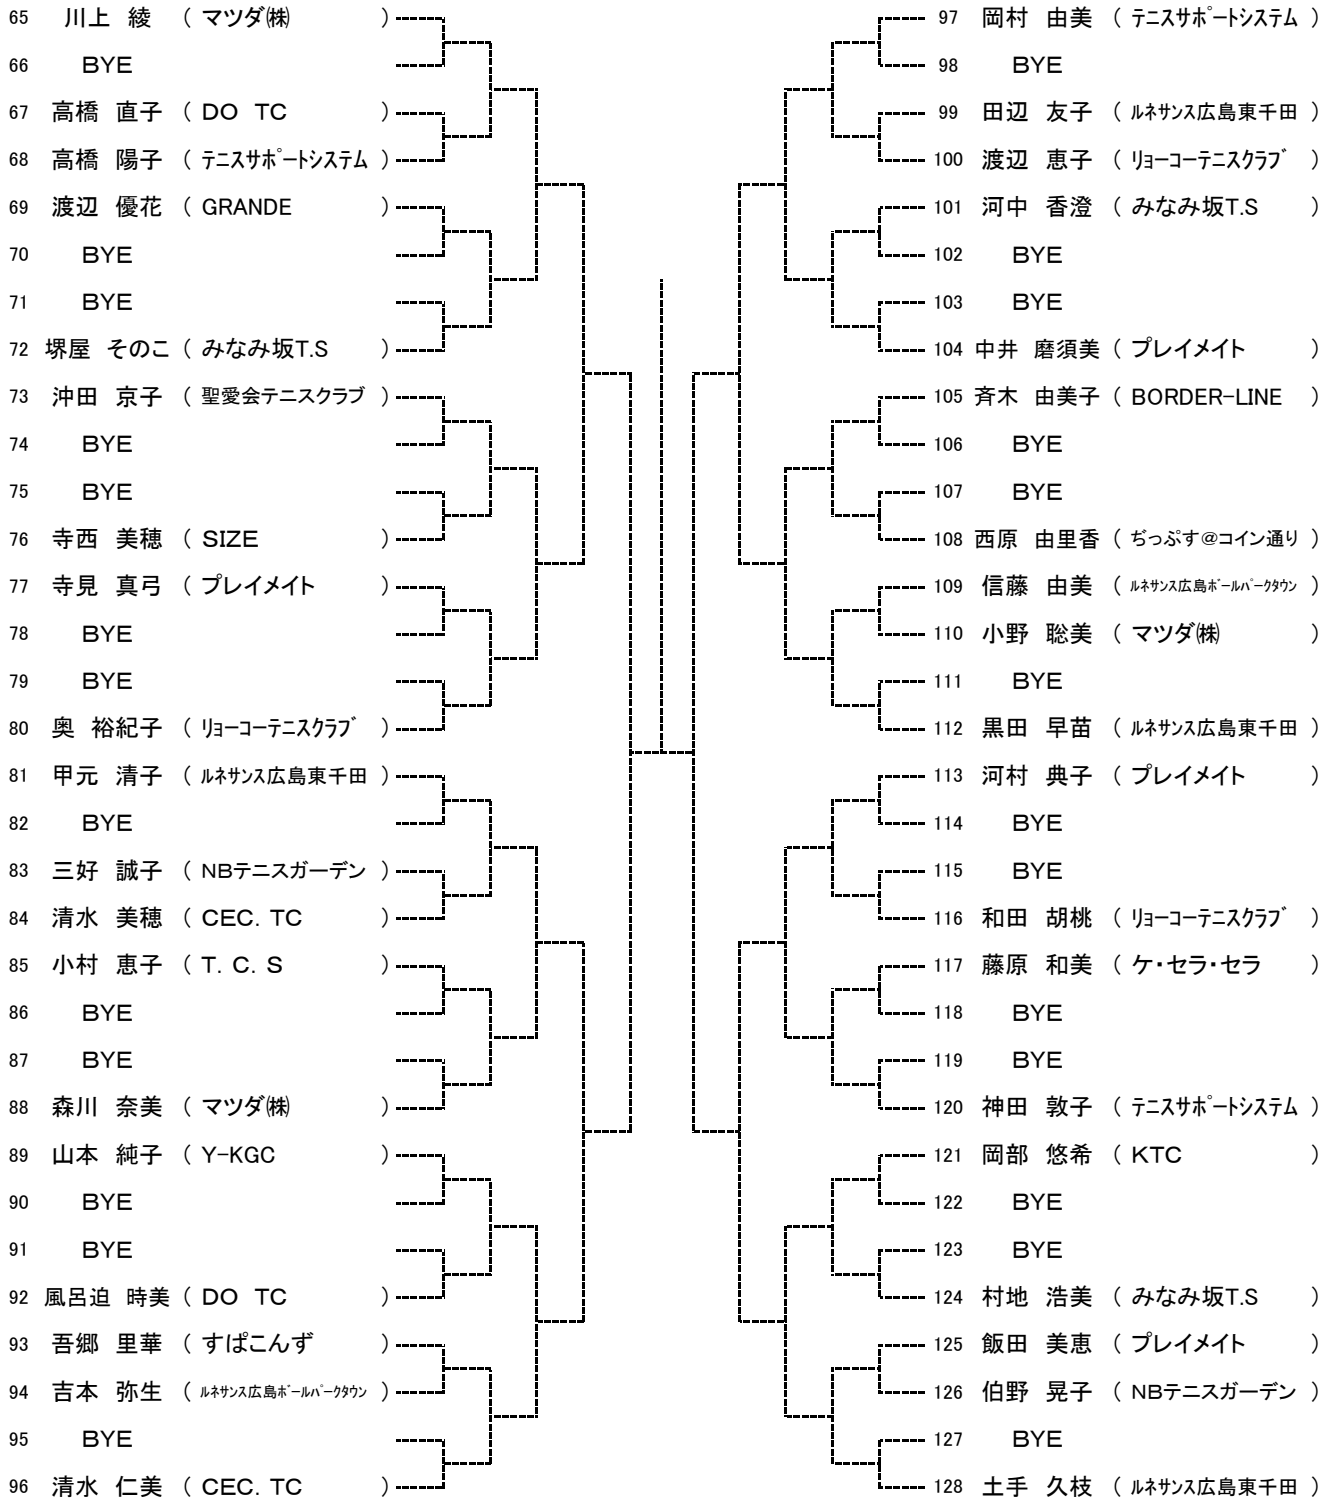 65 川上 綾 （ マツダ㈱ ）
66 BYE
67 高橋 直子 （ DO TC ）
68 高橋 陽子 （ ﾃﾆｽｻﾎﾟｰﾄｼｽﾃﾑ ）
69 渡辺 優花 （ GRANDE ）
70 BYE
71 BYE
72 堺屋 そのこ （ みなみ坂T.S ）
73 沖田 京子 （ 聖愛会テニスクラブ ）
74 BYE
75 BYE
76 寺西 美穂 （ SIZE ）
77 寺見 真弓 （ プレイメイト ）
78 BYE
79 BYE
80 奥 裕紀子 （ ﾘｮｰｺｰﾃﾆｽｸﾗﾌﾞ ）
81 甲元 清子 （ ﾙﾈｻﾝｽ広島東千田 ）
82 BYE
83 三好 誠子 （ NBテニスガーデン ）
84 清水 美穂 （ CEC. TC ）
85 小村 恵子 （ T. C. S ）
86 BYE
87 BYE
88 森川 奈美 （ マツダ㈱ ）
89 山本 純子 （ Y-KGC ）
90 BYE
91 BYE
92 風呂迫 時美 （ DO TC ）
93 吾郷 里華 （ すぱこんず ）
94 吉本 弥生 （ ﾙﾈｻﾝｽ広島ﾎﾞｰﾙﾊﾟｰｸﾀｳﾝ ）
95 BYE
96 清水 仁美 （ CEC. TC ）
97 岡村 由美 （ ﾃﾆｽｻﾎﾟｰﾄｼｽﾃﾑ ）
98 BYE
99 田辺 友子 （ ﾙﾈｻﾝｽ広島東千田 ）
100 渡辺 恵子 （ ﾘｮｰｺｰﾃﾆｽｸﾗﾌﾞ ）
101 河中 香澄 （ みなみ坂T.S ）
102 BYE
103 BYE
104 中井 磨須美 （ プレイメイト ）
105 斉木 由美子 （ BORDER-LINE ）
106 BYE
107 BYE
108 西原 由里香 （ ぢっぷす@コイン通り ）
109 信藤 由美 （ ﾙﾈｻﾝｽ広島ﾎﾞｰﾙﾊﾟｰｸﾀｳﾝ ）
110 小野 聡美 （ マツダ㈱ ）
111 BYE
112 黒田 早苗 （ ﾙﾈｻﾝｽ広島東千田 ）
113 河村 典子 （ プレイメイト ）
114 BYE
115 BYE
116 和田 胡桃 （ ﾘｮｰｺｰﾃﾆｽｸﾗﾌﾞ ）
117 藤原 和美 （ ケ・セラ・セラ ）
118 BYE
119 BYE
120 神田 敦子 （ ﾃﾆｽｻﾎﾟｰﾄｼｽﾃﾑ ）
121 岡部 悠希 （ KTC ）
122 BYE
123 BYE
124 村地 浩美 （ みなみ坂T.S ）
125 飯田 美恵 （ プレイメイト ）
126 伯野 晃子 （ NBテニスガーデン ）
127 BYE
128 土手 久枝 （ ﾙﾈｻﾝｽ広島東千田 ）